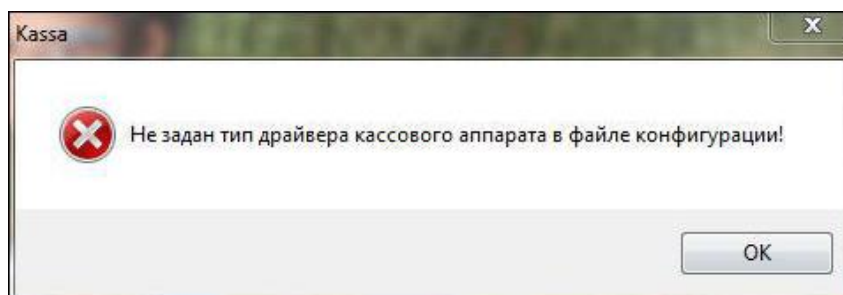 Kassa
Не задан тип драйвера кассового аппарата в файле конфигурации!
OK